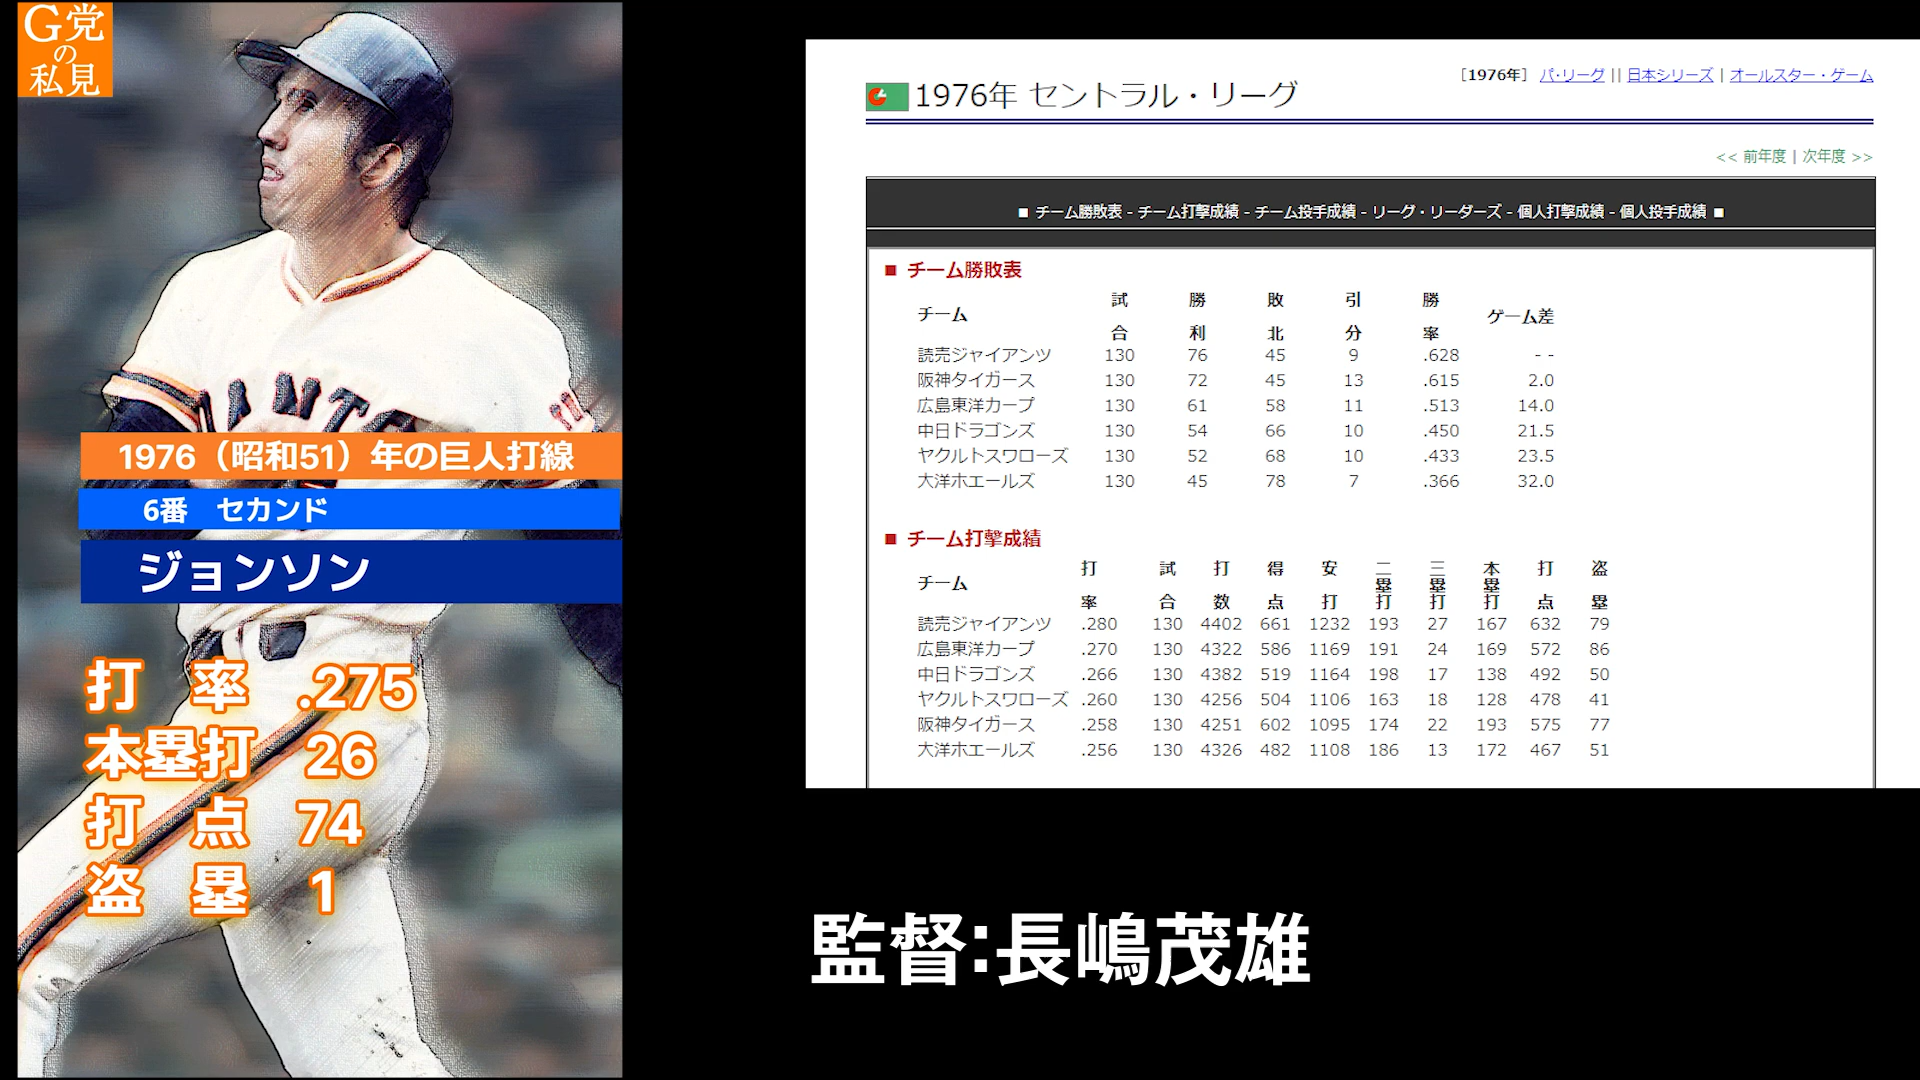 G党
の
私見
ANTS
1976（昭和51）年の巨人打線
6番　セカンド
ジョンソン
打　率　.275
本塁打　26
打　点　74
盗　塁　1
［1976年］ パ・リーグ || 日本シリーズ | オールスター・ゲーム
1976年 セントラル・リーグ
<< 前年度 | 次年度 >>
■ チーム勝敗表 - チーム打撃成績 - チーム投手成績 - リーグ・リーダーズ - 個人打撃成績 - 個人投手成績 ■
■ チーム勝敗表
チーム 試合 勝利 敗北 引分 勝率 ゲーム差
読売ジャイアンツ 130 76 45 9 .628 - -
阪神タイガース 130 72 45 13 .615 2.0
広島東洋カープ 130 61 58 11 .513 14.0
中日ドラゴンズ 130 54 66 10 .450 21.5
ヤクルトスワローズ 130 52 68 10 .433 23.5
大洋ホエールズ 130 45 78 7 .366 32.0
■ チーム打撃成績
チーム 打率 試合 打数 得点 安打 二塁打 三塁打 本塁打 打点 盗塁
読売ジャイアンツ .280 130 4402 661 1232 193 27 167 632 79
広島東洋カープ .270 130 4322 586 1169 191 24 169 572 86
中日ドラゴンズ .266 130 4382 519 1164 198 17 138 492 50
ヤクルトスワローズ .260 130 4256 504 1106 163 18 128 478 41
阪神タイガース .258 130 4251 602 1095 174 22 193 575 77
大洋ホエールズ .256 130 4326 482 1108 186 13 172 467 51
監督:長嶋茂雄